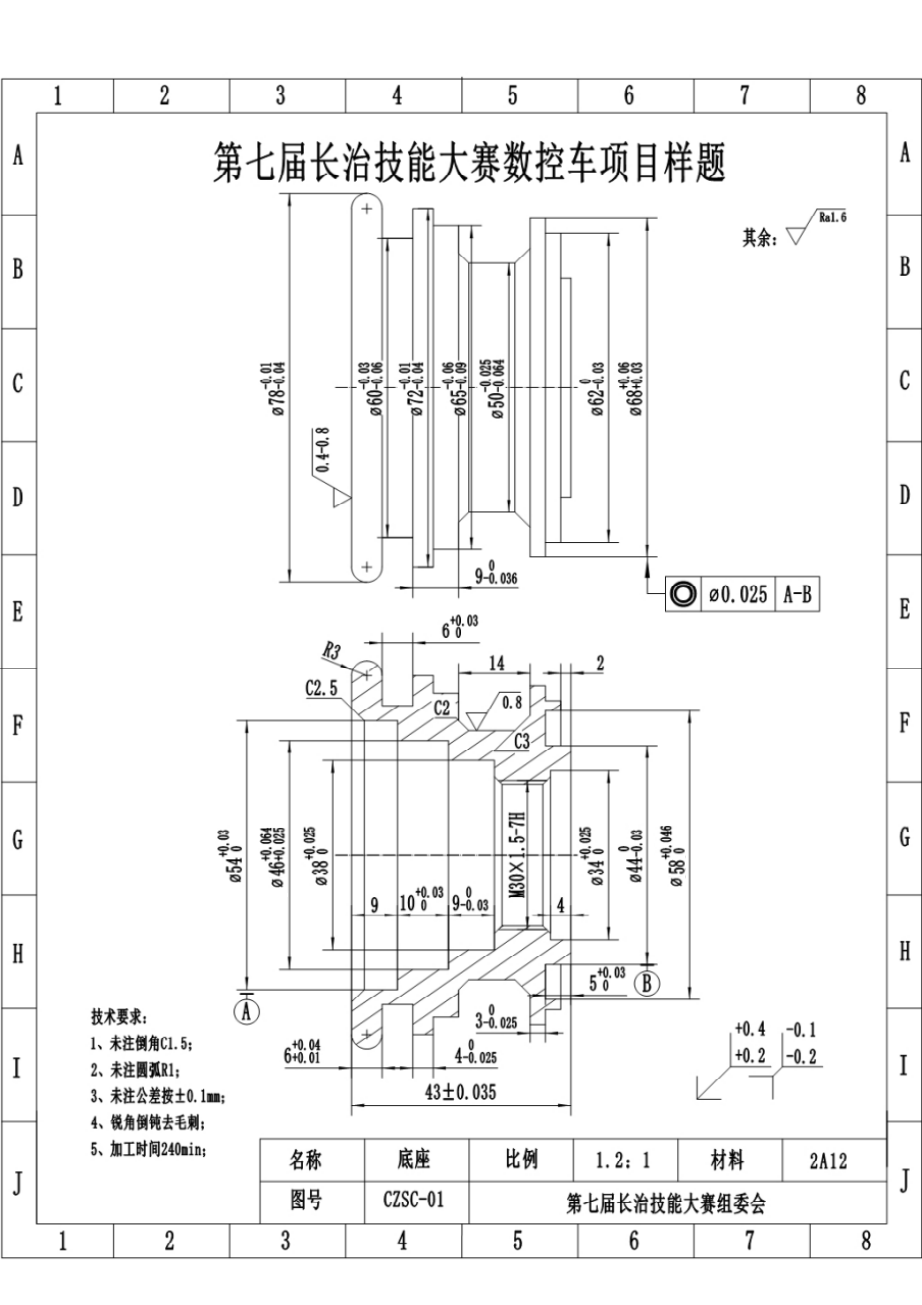 1 2 3 4 5 6 7 8
A
B
C
D
E
F
G
H
I
J
A
B
C
D
E
F
G
H
I
J
第七届长治技能大赛数控车项目样题
其余:
Ra1.6
ø78-0.01-0.04
ø60-0.03-0.06
ø72-0.01-0.04
ø65-0.06-0.09
ø50-0.025-0.064
ø62 0-0.03
ø68+0.06+0.03
0.4-0.8
9 0-0.036
ø0.025 A-B
6+0.03 0
R3
14
2
C2.5
C2
0.8
C3
ø54+0.03 0
ø46+0.064+0.025
ø38+0.025 0
M30×1.5-7H
ø34+0.025 0
ø44 0-0.03
ø58+0.046 0
9
10+0.03 0
9 0-0.03
4
5+0.03 0
A
B
3 0-0.025
6+0.04+0.01
4 0-0.025
43±0.035
+0.4 -0.1
+0.2 -0.2
技术要求:
1、未注倒角C1.5;
2、未注圆弧R1;
3、未注公差按±0.1mm;
4、锐角倒钝去毛刺;
5、加工时间240min;
名称 底座 比例 1.2: 1 材料 2A12
图号 CZSC-01 第七届长治技能大赛组委会
1 2 3 4 5 6 7 8